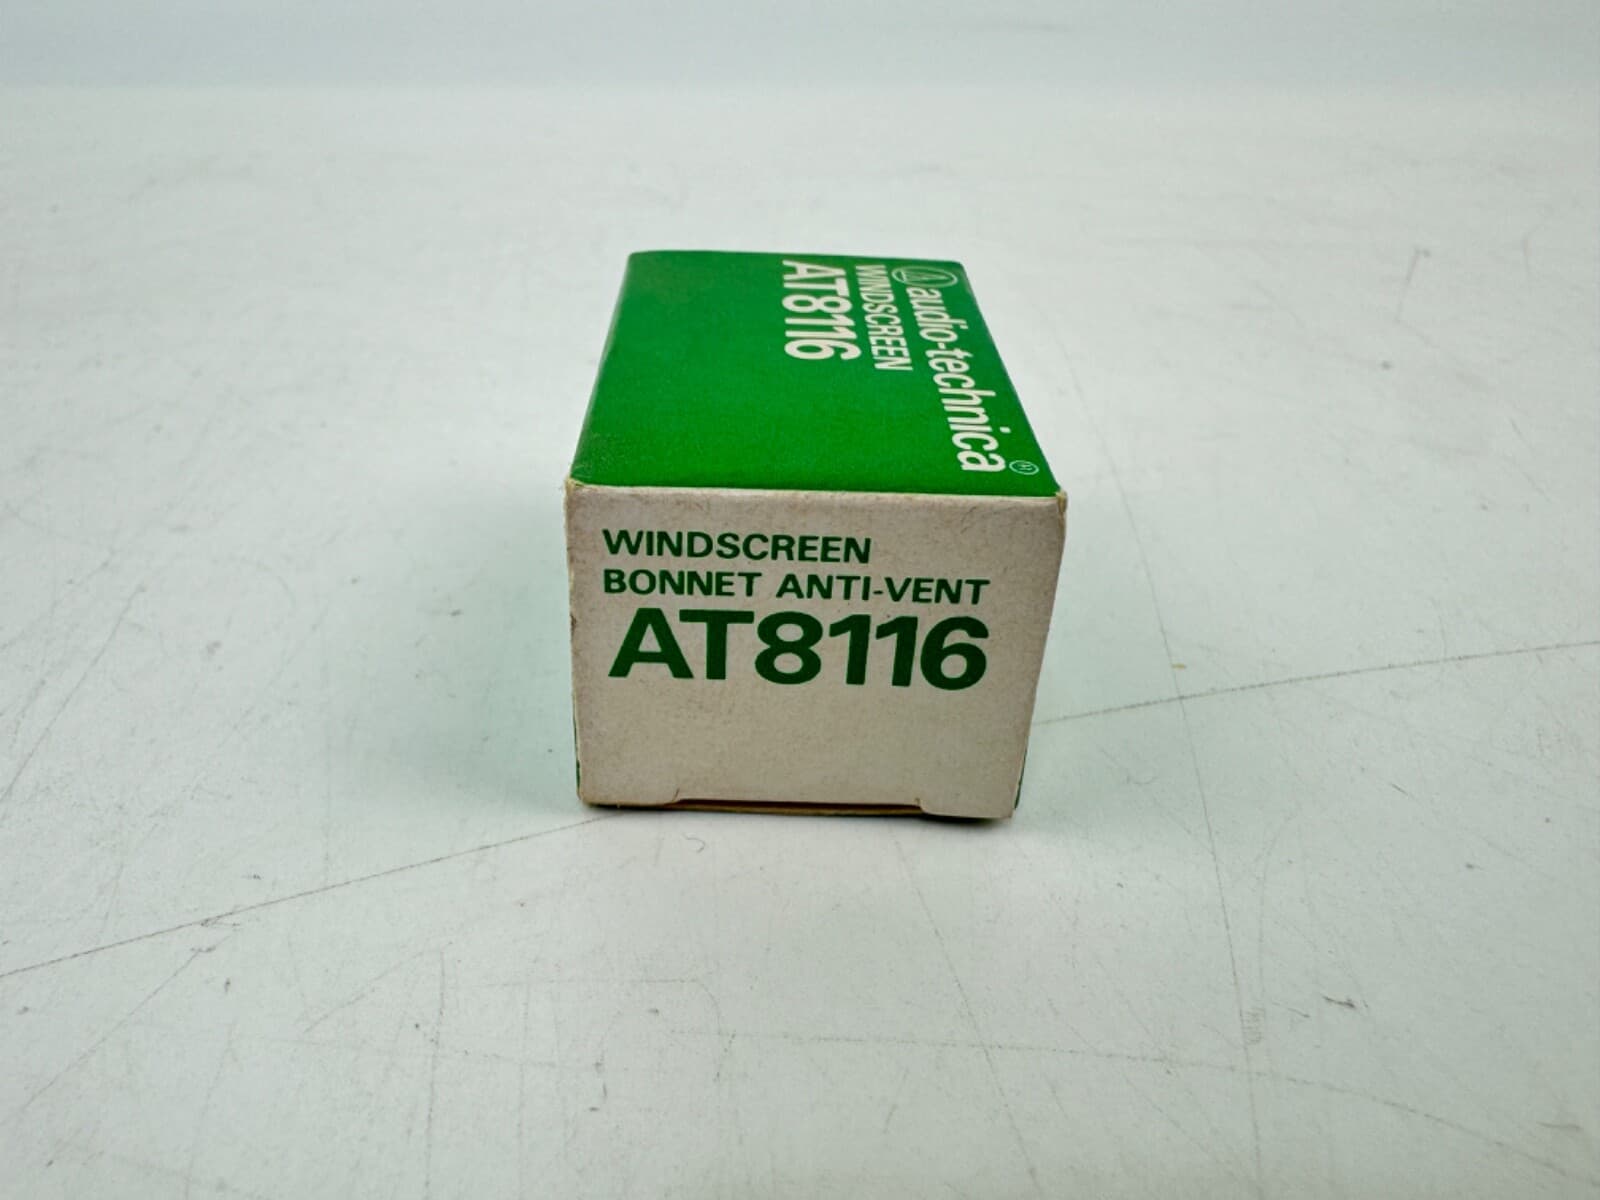 audio-technica®
WINDSCREEN
AT8116
WINDSCREEN
BONNET ANTI-VENT
AT8116